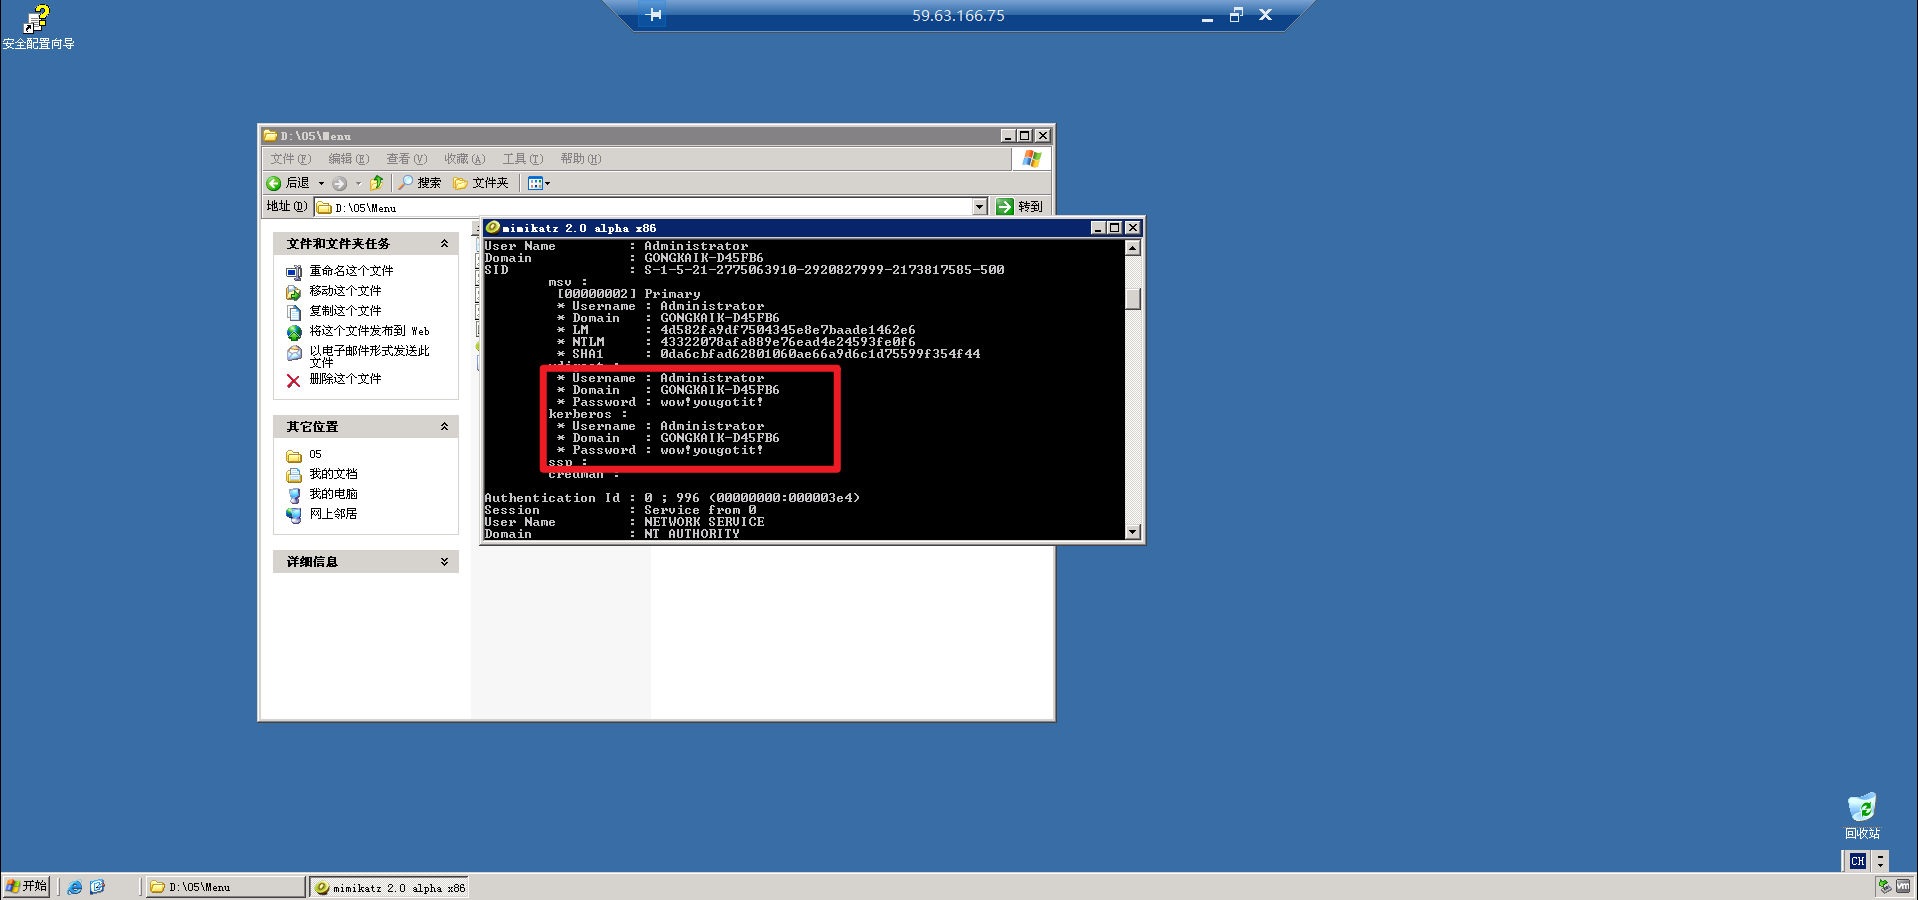 59.63.166.75
安全配置向导
D:\05\Menu
文件(F) 编辑(E) 查看(V) 收藏(A) 工具(T) 帮助(H)
后退 搜索 文件夹
地址(D) D:\05\Menu 转到
文件和文件夹任务
重命名这个文件
移动这个文件
复制这个文件
将这个文件发布到 Web
以电子邮件形式发送此
文件
删除这个文件
其它位置
05
我的文档
我的电脑
网上邻居
详细信息
mimikatz 2.0 alpha x86
User Name : Administrator
Domain : GONGKAIK-D45FB6
SID : S-1-5-21-2775063910-2920827999-2173817585-500
msv :
[00000002] Primary
* Username : Administrator
* Domain : GONGKAIK-D45FB6
* LM : 4d582fa9df7504345e8e7baade1462e6
* NTLM : 43322078afa889e76ead4e24593fe0f6
* SHA1 : 0da6cbfad62801060ae66a9d6c1d75599f354f44
* Username : Administrator
* Domain : GONGKAIK-D45FB6
* Password : wow!yougotit!
kerberos :
* Username : Administrator
* Domain : GONGKAIK-D45FB6
* Password : wow!yougotit!
ssp :
credman :
Authentication Id : 0 ; 996 (00000000:000003e4)
Session : Service from 0
User Name : NETWORK SERVICE
Domain : NT AUTHORITY
回收站
CH
开始 D:\05\Menu mimikatz 2.0 alpha x86
vm